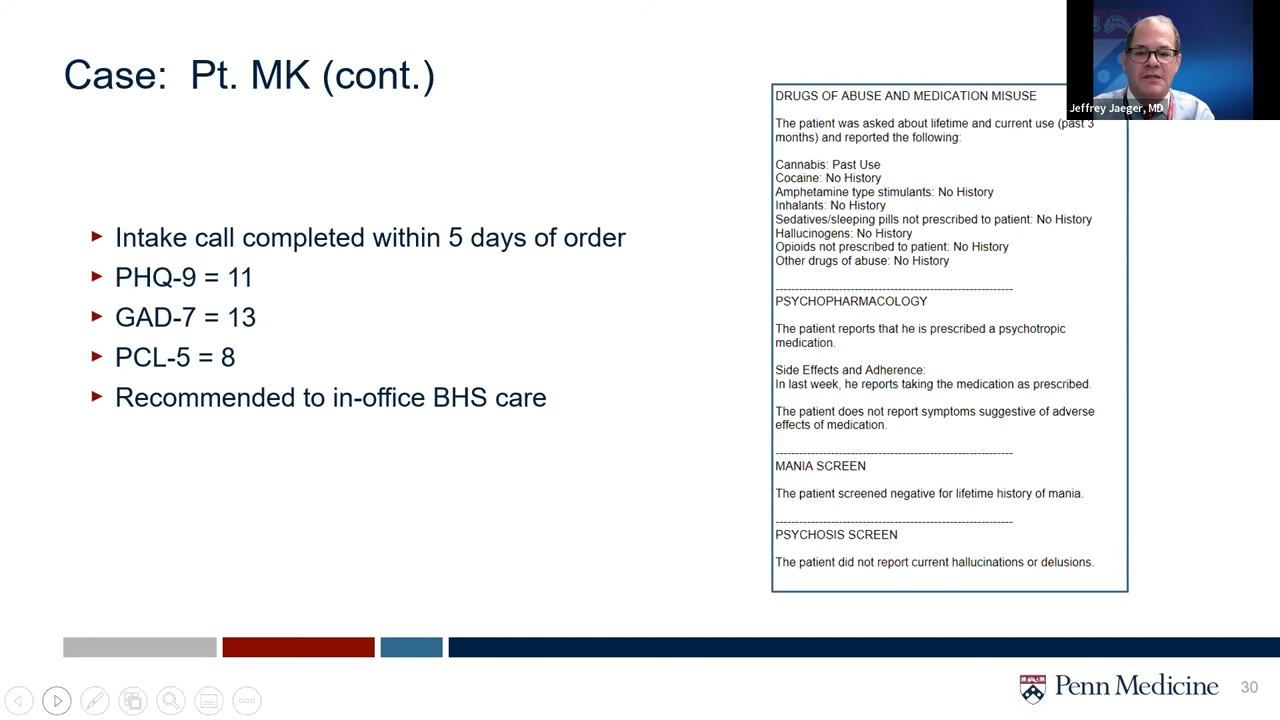 Case:  Pt. MK (cont.)
Intake call completed within 5 days of order
PHQ-9 = 11
GAD-7 = 13
PCL-5 = 8
Recommended to in-office BHS care
DRUGS OF ABUSE AND MEDICATION MISUSE
The patient was asked about lifetime and current use (past 3
months) and reported the following:
Cannabis: Past Use
Cocaine: No History
Amphetamine type stimulants: No History
Inhalants: No History
Sedatives/sleeping pills not prescribed to patient: No History
Hallucinogens: No History
Opioids not prescribed to patient: No History
Other drugs of abuse: No History
------------------------------------------------------------
PSYCHOPHARMACOLOGY
The patient reports that he is prescribed a psychotropic
medication.
Side Effects and Adherence:
In last week, he reports taking the medication as prescribed.
The patient does not report symptoms suggestive of adverse
effects of medication.
------------------------------------------------------------
MANIA SCREEN
The patient screened negative for lifetime history of mania.
------------------------------------------------------------
PSYCHOSIS SCREEN
The patient did not report current hallucinations or delusions.
Jeffrey Jaeger, MD
Penn Medicine
30